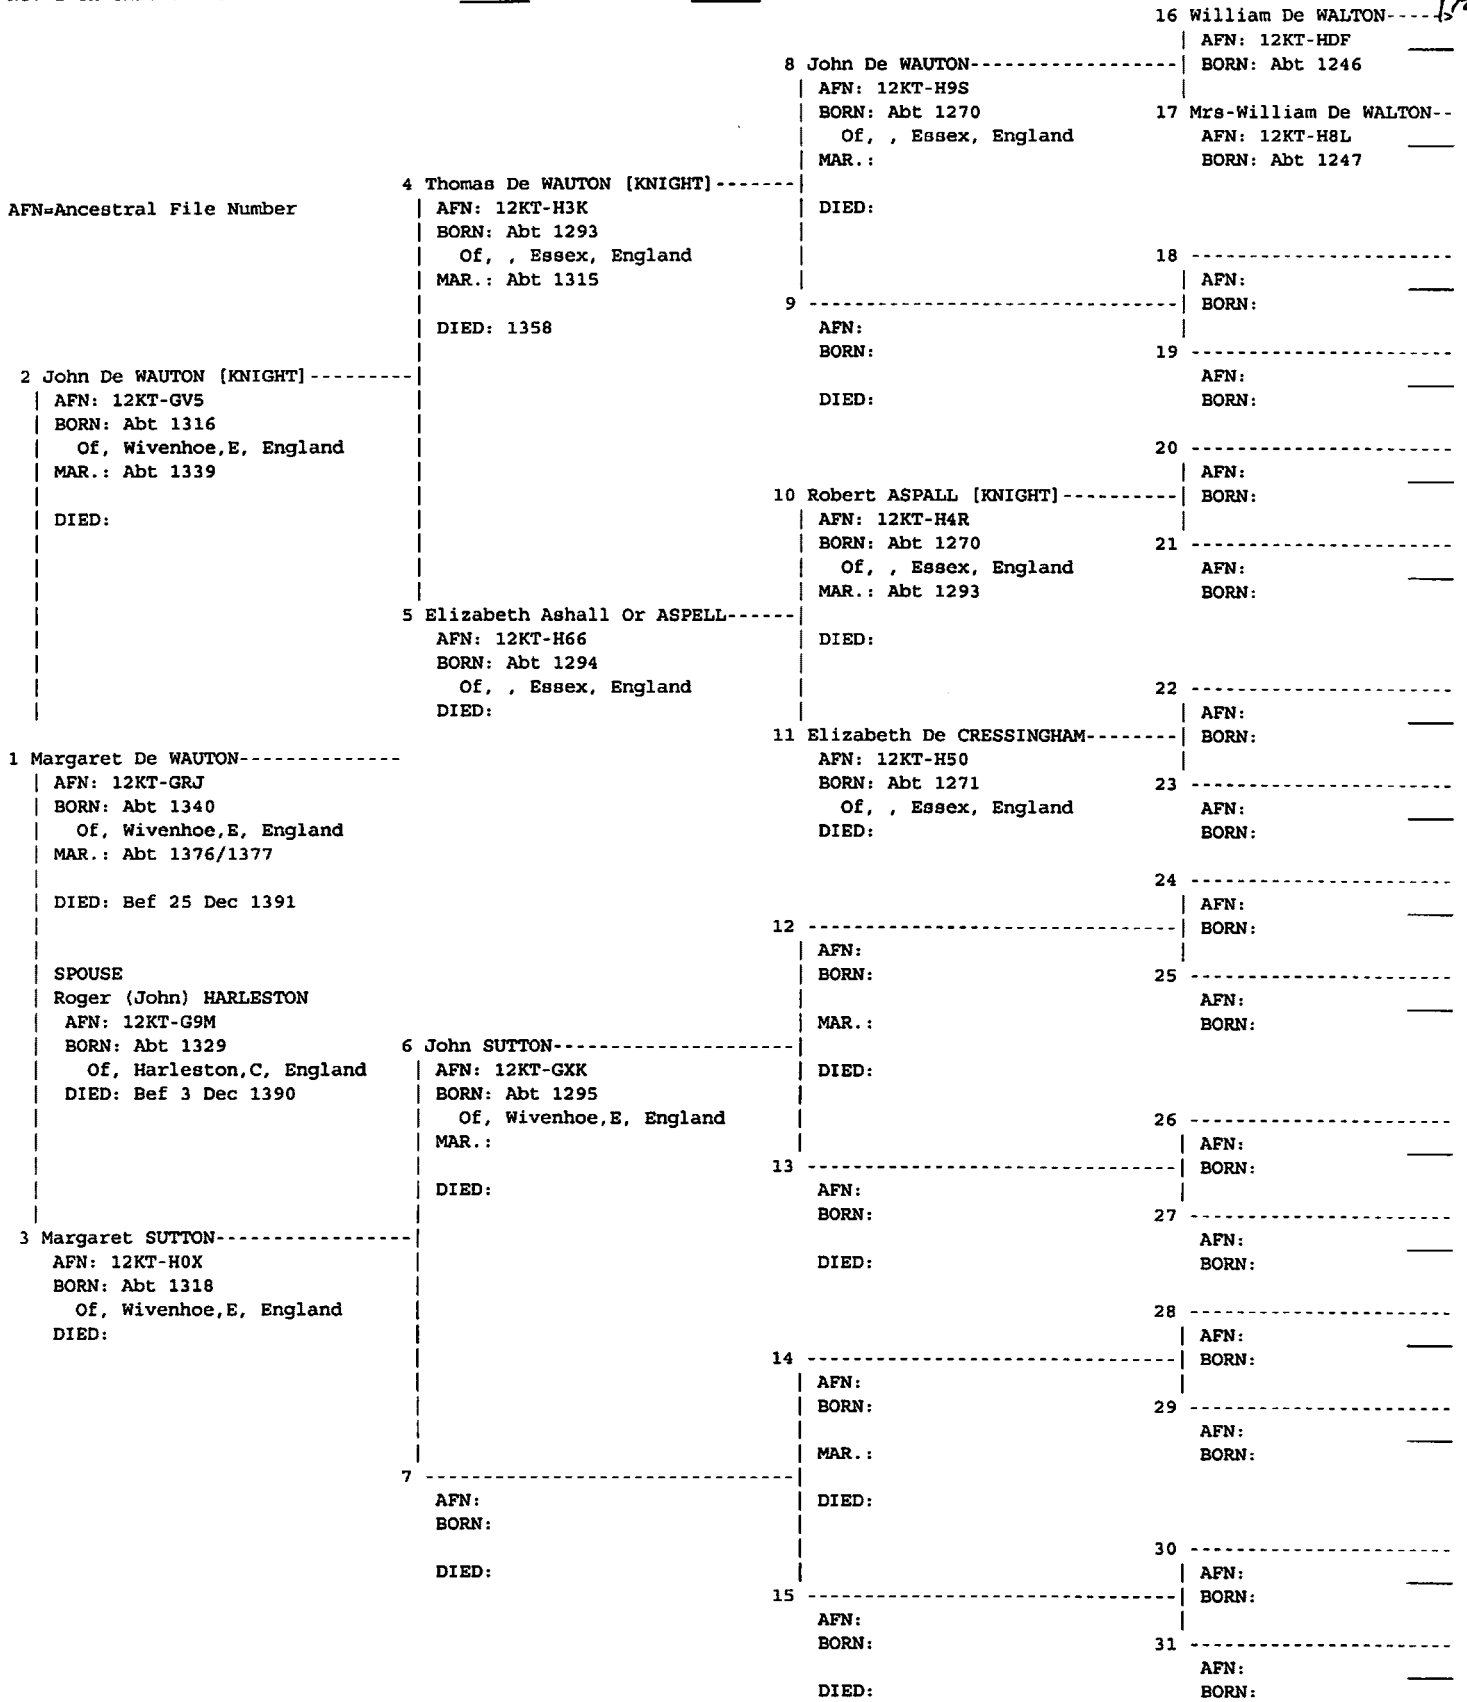 16 William De WALTON-----
AFN: 12KT-HDF
8 John De WAUTON-----------------| BORN: Abt 1246
AFN: 12KT-H9S
BORN: Abt 1270
17 Mrs-William De WALTON--
Of, , Essex, England
AFN: 12KT-H8L
MAR.:
BORN: Abt 1247
4 Thomas De WAUTON [KNIGHT]-------
AFN=Ancestral File Number
AFN: 12KT-H3K
DIED:
BORN: Abt 1293
Of, , Essex, England
18 ----------------------
MAR.: Abt 1315
AFN:
9 -------------------------------| BORN:
DIED: 1358
AFN:
BORN:
19 ----------------------
2 John De WAUTON [KNIGHT]---------
AFN:
AFN: 12KT-GV5
DIED:
BORN:
BORN: Abt 1316
Of, Wivenhoe,E, England
20 ----------------------
MAR.: Abt 1339
AFN:
10 Robert ASPALL [KNIGHT]----------| BORN:
DIED:
AFN: 12KT-H4R
BORN: Abt 1270
21 ----------------------
Of, , Essex, England
AFN:
MAR.: Abt 1293
BORN:
5 Elizabeth Ashall Or ASPELL------
AFN: 12KT-H66
DIED:
BORN: Abt 1294
Of, , Essex, England
22 ----------------------
DIED:
AFN:
11 Elizabeth De CRESSINGHAM--------| BORN:
1 Margaret De WAUTON--------------
AFN: 12KT-H50
AFN: 12KT-GRJ
BORN: Abt 1271
23 ----------------------
BORN: Abt 1340
Of, , Essex, England
AFN:
Of, Wivenhoe,E, England
DIED:
BORN:
MAR.: Abt 1376/1377
24 ----------------------
DIED: Bef 25 Dec 1391
AFN:
12 -------------------------------| BORN:
AFN:
SPOUSE
BORN:
25 ----------------------
Roger (John) HARLESTON
AFN:
AFN: 12KT-G9M
MAR.:
BORN:
BORN: Abt 1329
6 John SUTTON--------------------
Of, Harleston,C, England
AFN: 12KT-GXK
DIED:
DIED: Bef 3 Dec 1390
BORN: Abt 1295
Of, Wivenhoe,E, England
26 ----------------------
MAR.:
AFN:
13 -------------------------------| BORN:
DIED:
AFN:
BORN:
27 ----------------------
3 Margaret SUTTON-----------------
AFN:
AFN: 12KT-H0X
DIED:
BORN:
BORN: Abt 1318
Of, Wivenhoe,E, England
28 ----------------------
DIED:
AFN:
14 -------------------------------| BORN:
AFN:
BORN:
29 ----------------------
AFN:
MAR.:
BORN:
7 -------------------------------
AFN:
DIED:
BORN:
30 ----------------------
DIED:
AFN:
15 -------------------------------| BORN:
AFN:
BORN:
31 ----------------------
AFN:
DIED:
BORN: